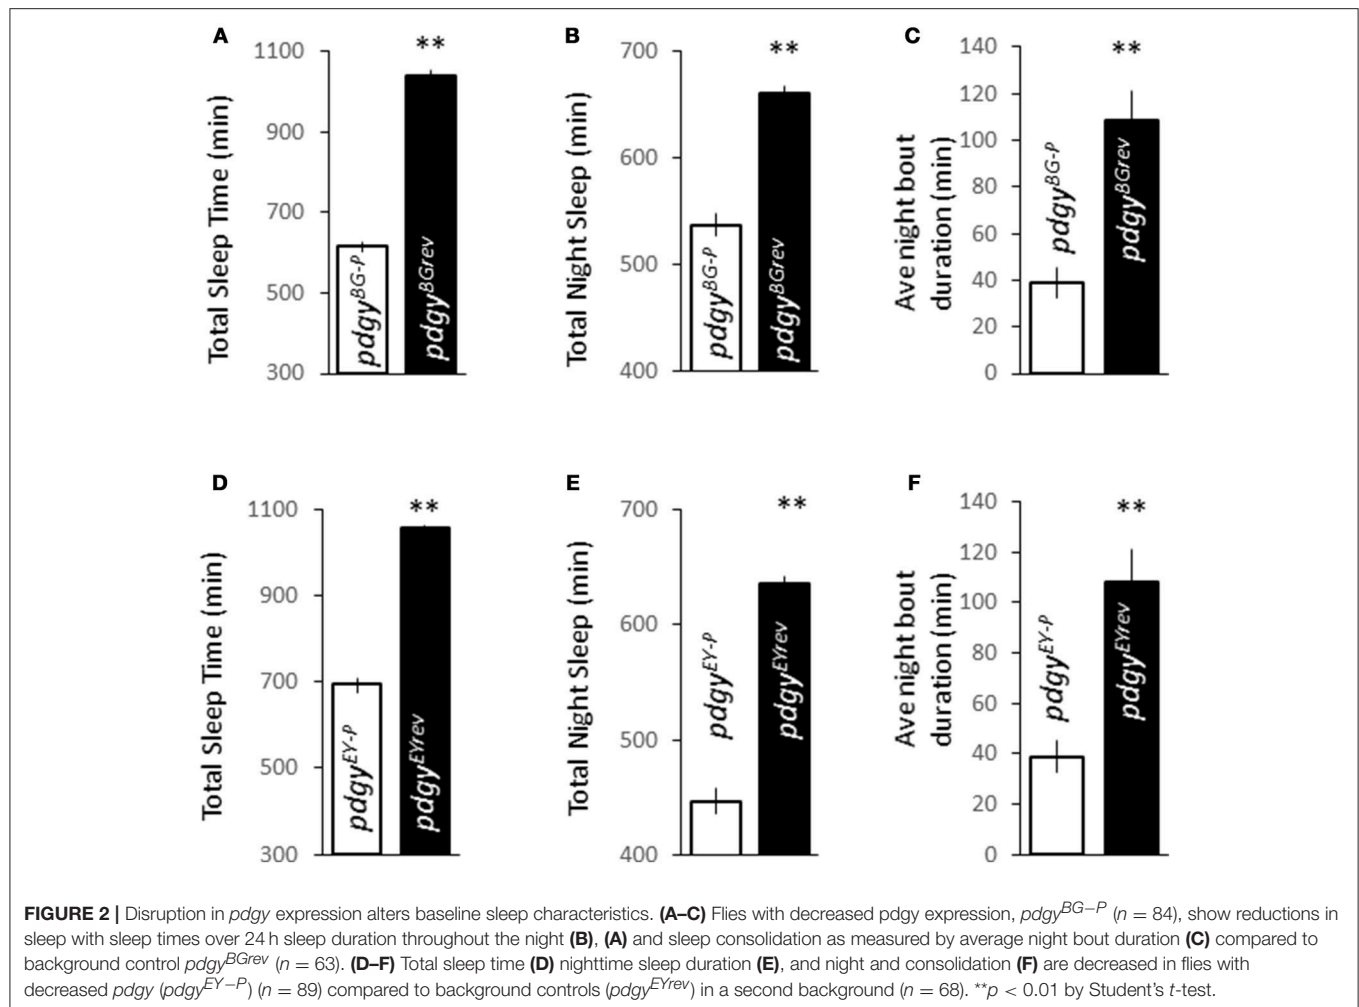 A
**
1100
900
700
500
300
Total Sleep Time (min)
pdgy^BG-P
pdgy^BGrev
B
**
700
600
500
400
Total Night Sleep (min)
pdgy^BG-P
pdgy^BGrev
C
**
140
120
100
80
60
40
20
0
Ave night bout
duration (min)
pdgy^BG-P
pdgy^BGrev
D
**
1100
900
700
500
300
Total Sleep Time (min)
pdgy^EY-P
pdgy^EYrev
E
**
700
600
500
400
Total Night Sleep (min)
pdgy^EY-P
pdgy^EYrev
F
**
140
120
100
80
60
40
20
0
Ave night bout
duration (min)
pdgy^EY-P
pdgy^EYrev
FIGURE 2 | Disruption in pdgy expression alters baseline sleep characteristics. (A–C) Flies with decreased pdgy expression, pdgy^BG−P (n = 84), show reductions in
sleep with sleep times over 24 h sleep duration throughout the night (B), (A) and sleep consolidation as measured by average night bout duration (C) compared to
background control pdgy^BGrev (n = 63). (D–F) Total sleep time (D) nighttime sleep duration (E), and night and consolidation (F) are decreased in flies with
decreased pdgy (pdgy^EY−P) (n = 89) compared to background controls (pdgy^EYrev) in a second background (n = 68). **p < 0.01 by Student's t-test.